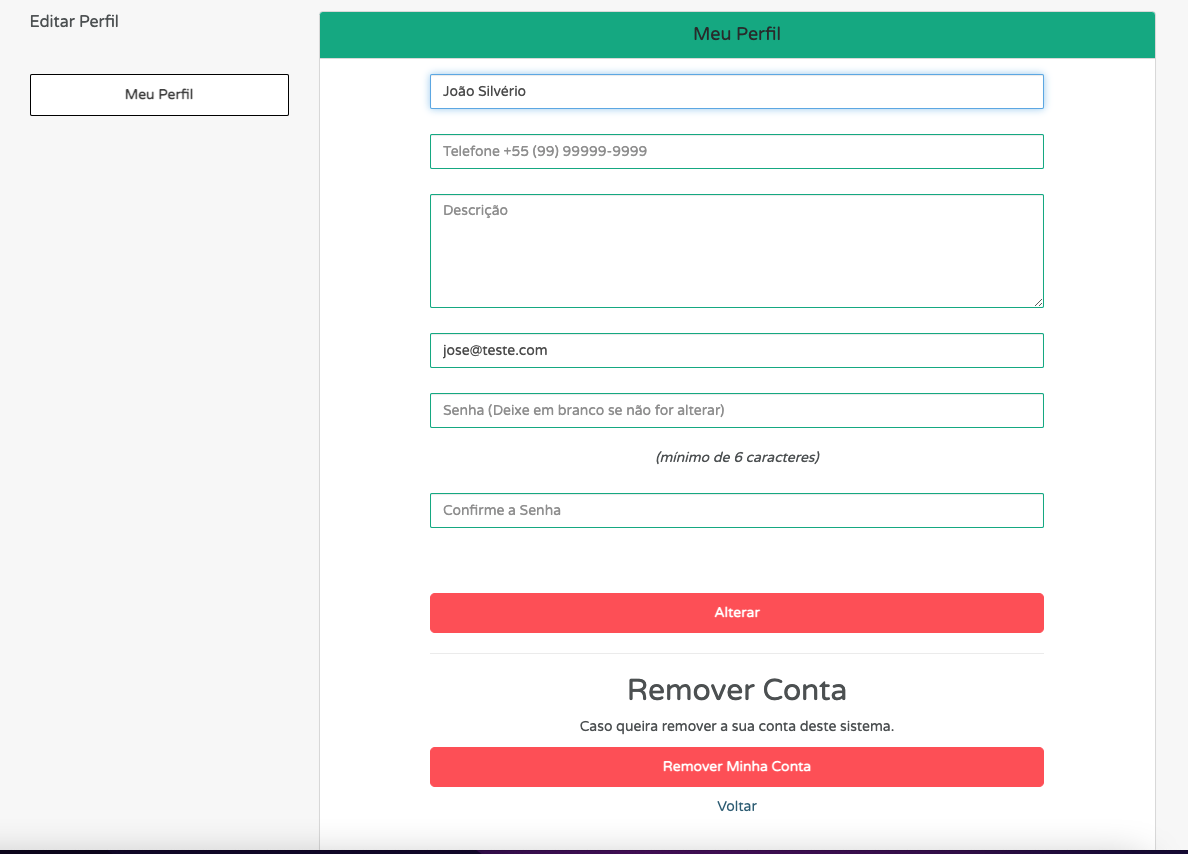 Editar Perfil
Meu Perfil
Meu Perfil
João Silvério
Telefone +55 (99) 99999-9999
Descrição
jose@teste.com
Senha (Deixe em branco se não for alterar)
(mínimo de 6 caracteres)
Confirme a Senha
Alterar
Remover Conta
Caso queira remover a sua conta deste sistema.
Remover Minha Conta
Voltar